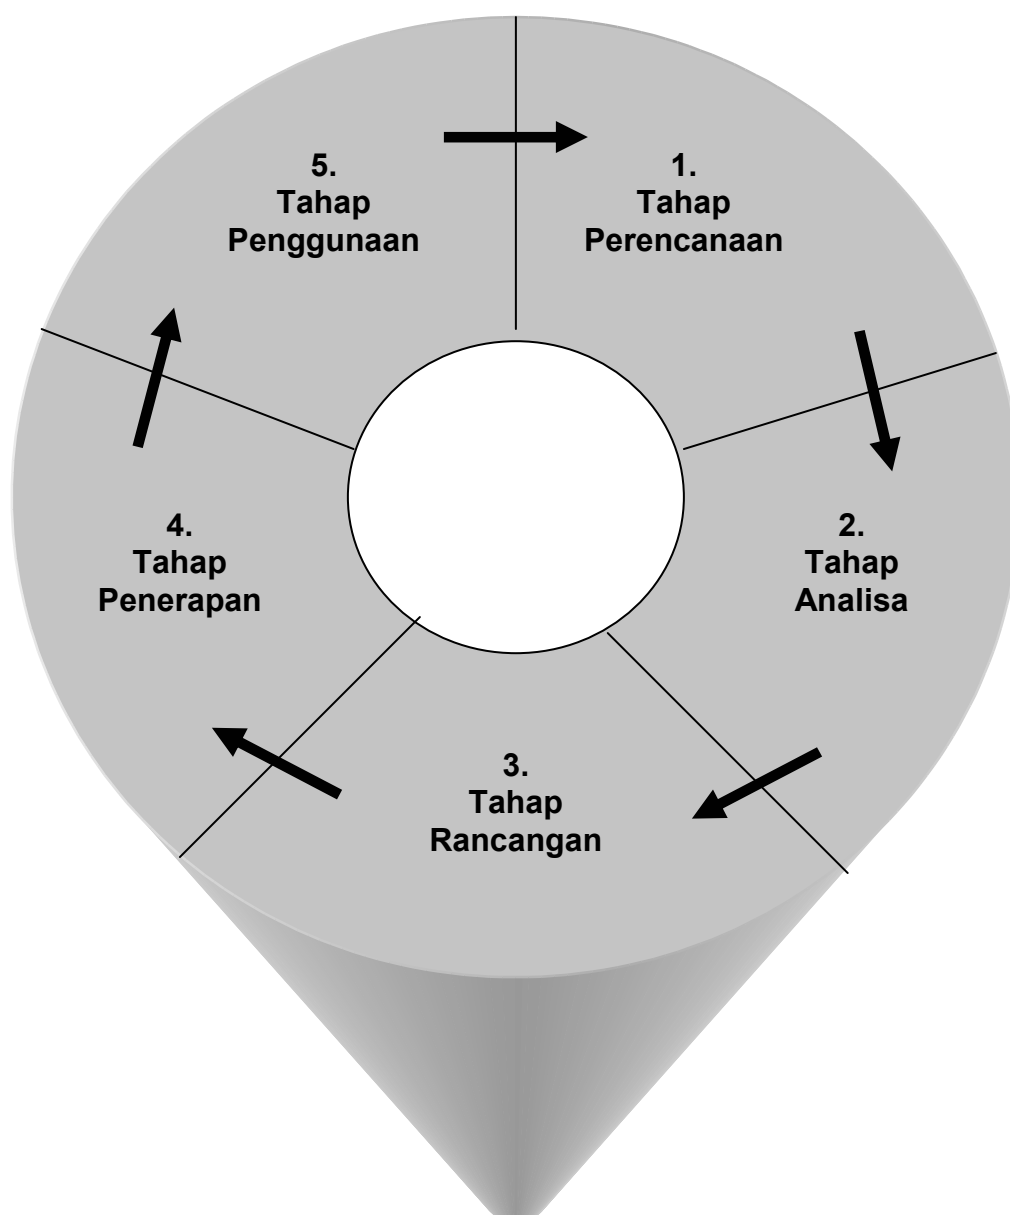 1.
Tahap
Perencanaan
2.
Tahap
Analisa
3.
Tahap
Rancangan
4.
Tahap
Penerapan
5.
Tahap
Penggunaan